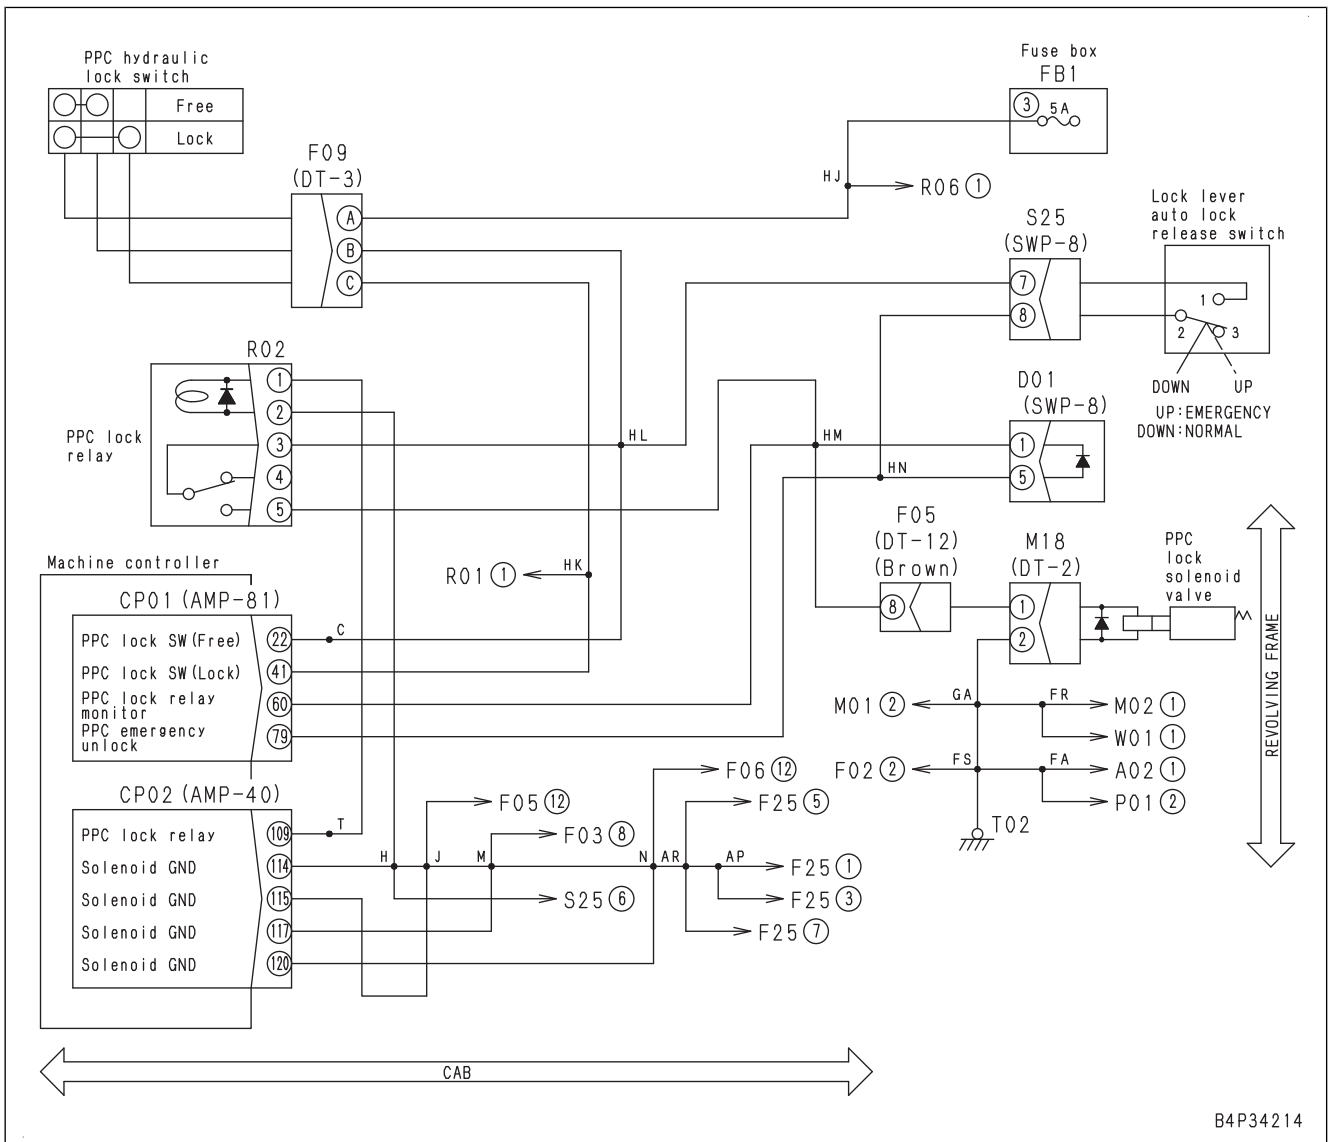 PPC hydraulic
lock switch
Free
Lock
Fuse box
FB1
3
5A
F09
(DT-3)
A
B
C
HJ
R06 1
S25
(SWP-8)
7
8
Lock lever
auto lock
release switch
1
2
3
DOWN
UP
UP:EMERGENCY
DOWN:NORMAL
R02
1
2
3
4
5
PPC lock
relay
HL
HM
HN
D01
(SWP-8)
1
5
F05
(DT-12)
(Brown)
8
M18
(DT-2)
1
2
PPC
lock
solenoid
valve
REVOLVING FRAME
R01 1
HK
Machine controller
CP01 (AMP-81)
PPC lock SW(Free)
22
C
PPC lock SW(Lock)
41
PPC lock relay
monitor
60
PPC emergency
unlock
79
M01 2
GA
FR
M02 1
W01 1
F02 2
FS
FA
A02 1
P01 2
T02
CP02 (AMP-40)
PPC lock relay
109
T
Solenoid GND
114
Solenoid GND
115
Solenoid GND
117
Solenoid GND
120
H
J
M
N
AR
AP
F06 12
F05 12
F25 5
F03 8
F25 1
S25 6
F25 3
F25 7
CAB
B4P34214